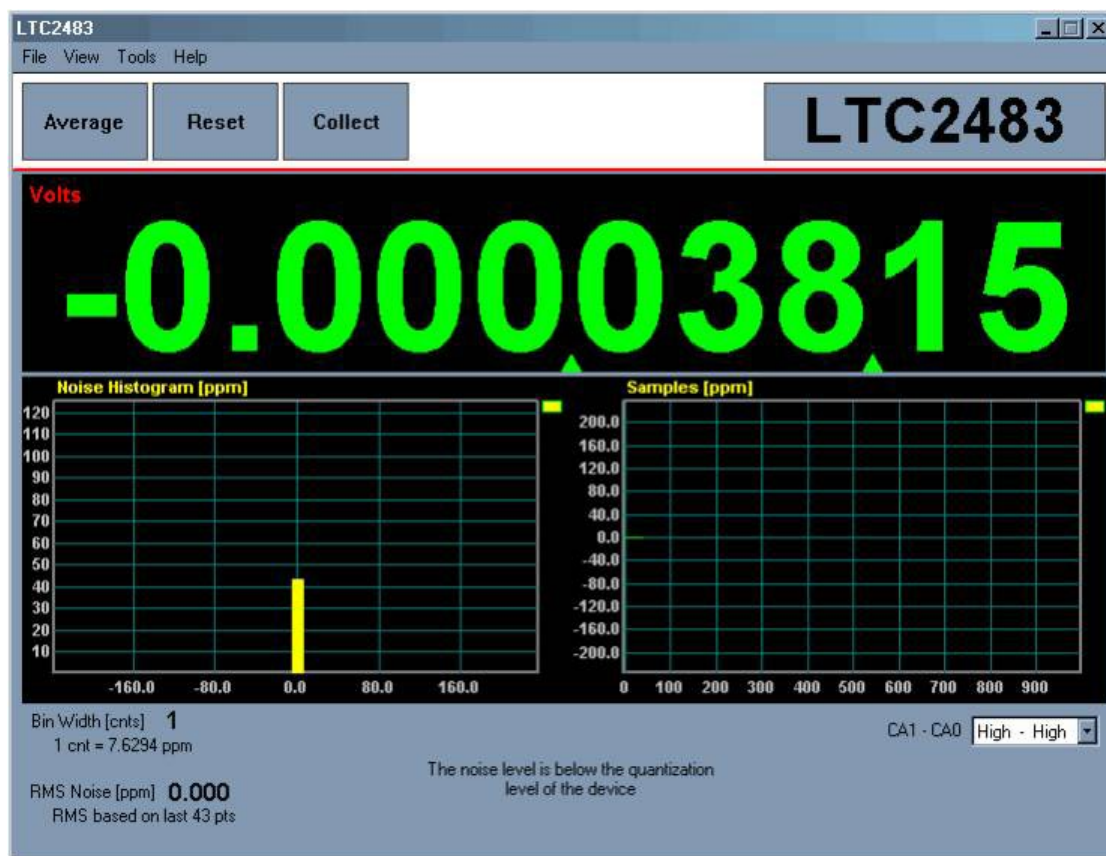 LTC2483
File View Tools Help
Average Reset Collect LTC2483
Volts
-0.00003815
Noise Histogram [ppm]
120
110
100
90
80
70
60
50
40
30
20
10
-160.0 -80.0 0.0 80.0 160.0
Samples [ppm]
200.0
160.0
120.0
80.0
40.0
0.0
-40.0
-80.0
-120.0
-160.0
-200.0
0 100 200 300 400 500 600 700 800 900
Bin Width [cnts] 1
1 cnt = 7.6294 ppm
RMS Noise [ppm] 0.000
RMS based on last 43 pts
The noise level is below the quantization
level of the device
CA1 - CA0 High - High